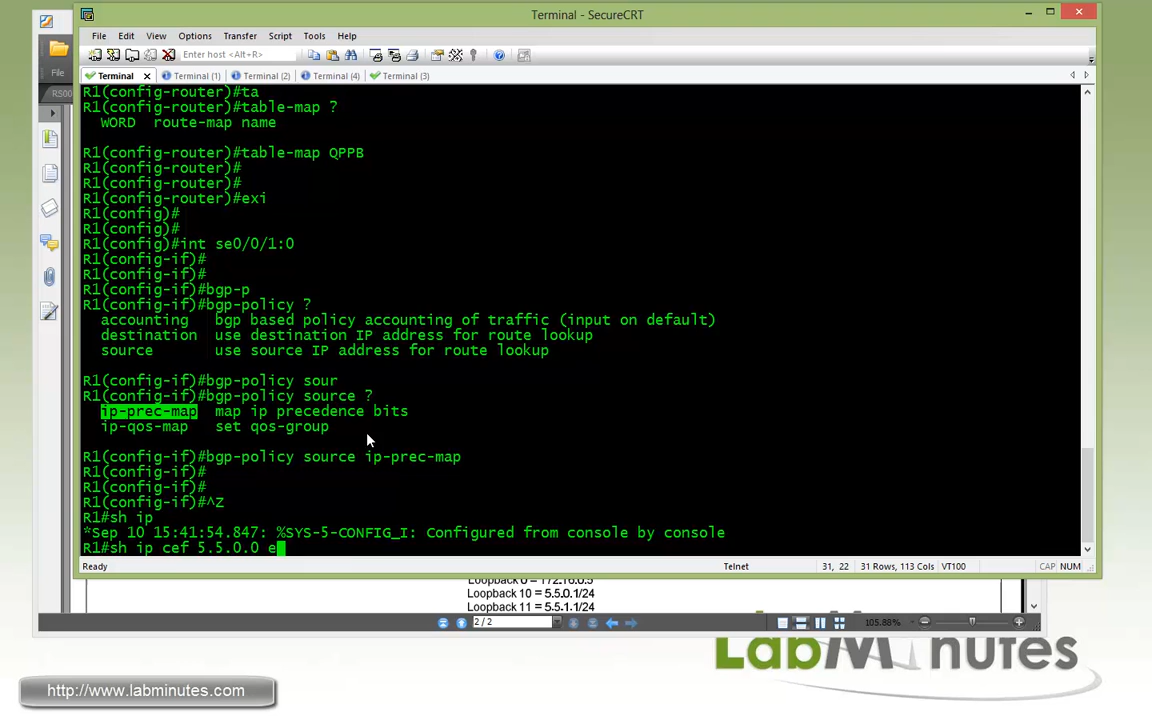 Terminal - SecureCRT
File Edit View Options Transfer Script Tools Help
Enter host <Alt+R>
Terminal Terminal (1) Terminal (2) Terminal (4) Terminal (3)
File
RS00
R1(config-router)#ta
R1(config-router)#table-map ?
WORD route-map name
R1(config-router)#table-map QPPB
R1(config-router)#
R1(config-router)#
R1(config-router)#exi
R1(config)#
R1(config)#
R1(config)#int se0/0/1:0
R1(config-if)#
R1(config-if)#
R1(config-if)#bgp-p
R1(config-if)#bgp-policy ?
accounting bgp based policy accounting of traffic (input on default)
destination use destination IP address for route lookup
source use source IP address for route lookup
R1(config-if)#bgp-policy sour
R1(config-if)#bgp-policy source ?
ip-prec-map map ip precedence bits
ip-qos-map set qos-group
R1(config-if)#bgp-policy source ip-prec-map
R1(config-if)#
R1(config-if)#
R1(config-if)#^Z
R1#sh ip
*Sep 10 15:41:54.847: %SYS-5-CONFIG_I: Configured from console by console
R1#sh ip cef 5.5.0.0 e
Ready Telnet 31, 22 31 Rows, 113 Cols VT100 CAP NUM
Loopback 0 = 172.16.0.5
Loopback 10 = 5.5.0.1/24
Loopback 11 = 5.5.1.1/24
2 / 2 105.88%
LabMinutes
http://www.labminutes.com